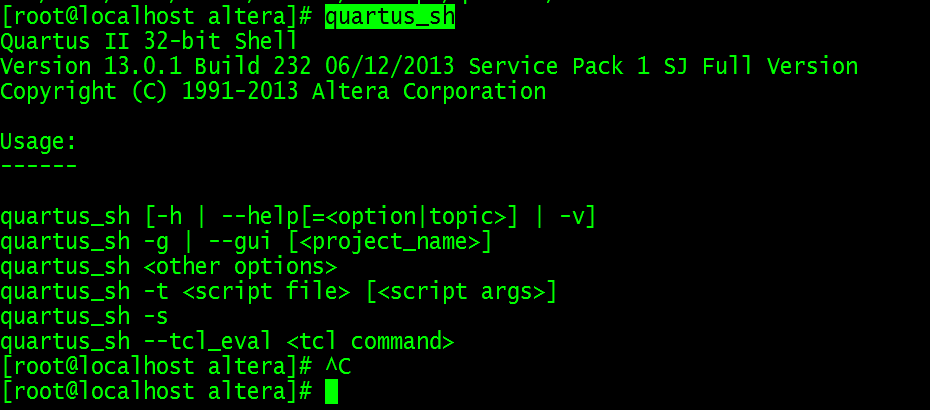 [root@localhost altera]# quartus_sh
Quartus II 32-bit Shell
Version 13.0.1 Build 232 06/12/2013 Service Pack 1 SJ Full Version
Copyright (C) 1991-2013 Altera Corporation
Usage:
------
quartus_sh [-h | --help[=<option|topic>] | -v]
quartus_sh -g | --gui [<project_name>]
quartus_sh <other options>
quartus_sh -t <script file> [<script args>]
quartus_sh -s
quartus_sh --tcl_eval <tcl command>
[root@localhost altera]# ^C
[root@localhost altera]#